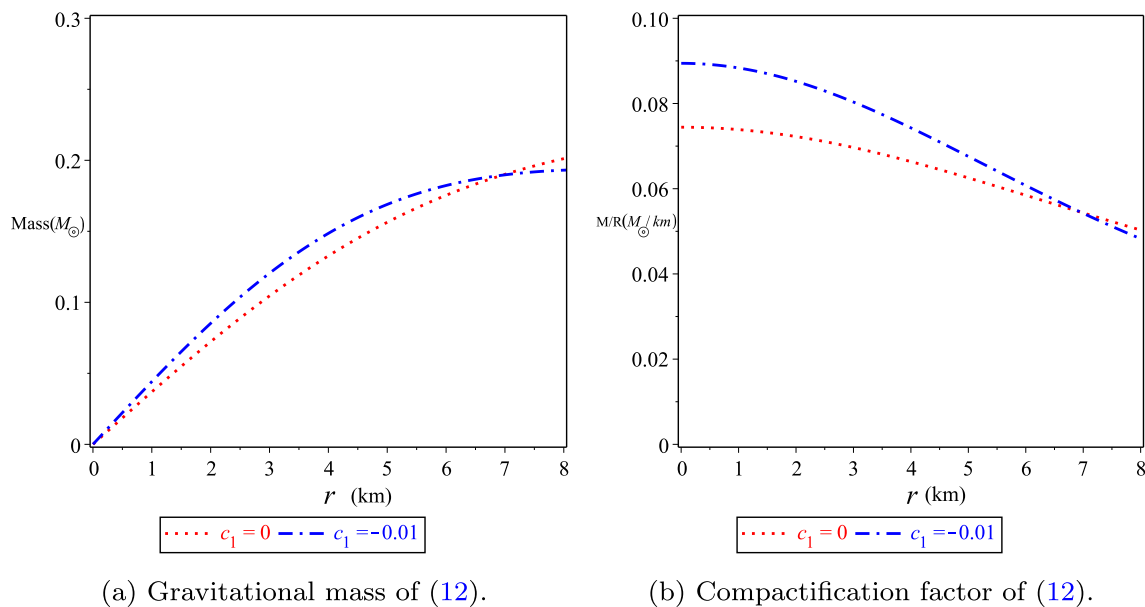 0.3
0.2
Mass(M☉)
0.1
0
0 1 2 3 4 5 6 7 8
r (km)
c₁ = 0 c₁ = −0.01
(a) Gravitational mass of (12).
0.10
0.08
0.06
M/R(M☉/km)
0.04
0.02
0
0 1 2 3 4 5 6 7 8
r (km)
c₁ = 0 c₁ = −0.01
(b) Compactification factor of (12).